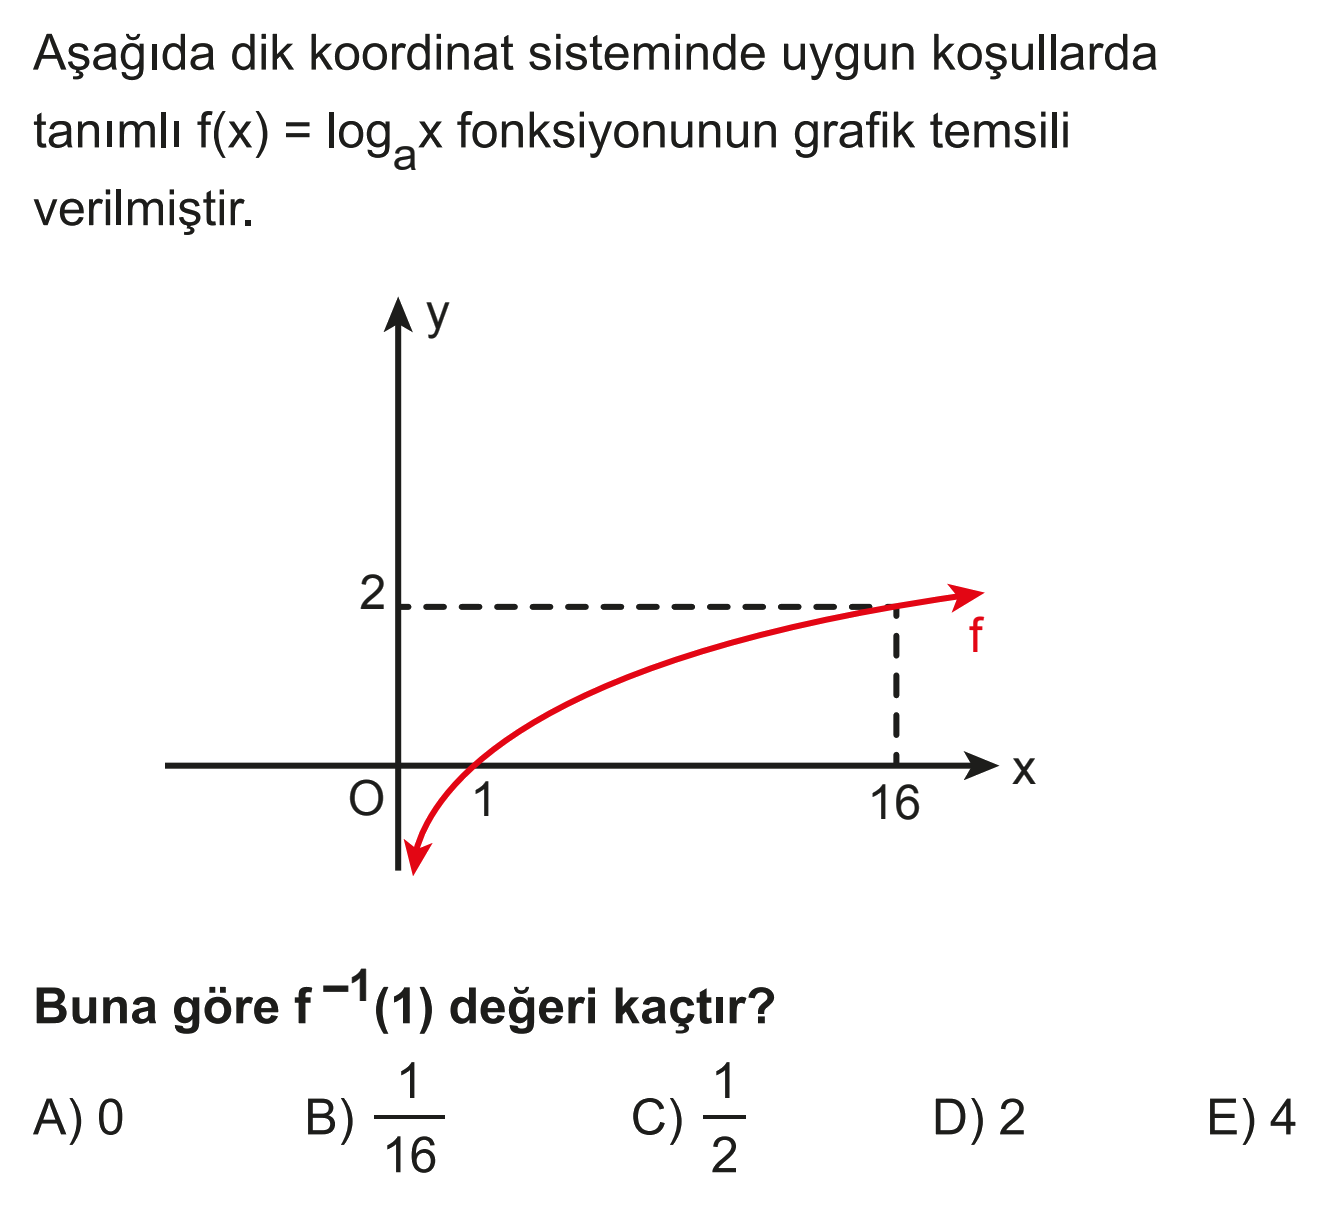 Aşağıda dik koordinat sisteminde uygun koşullarda
tanımlı f(x) = logₐx fonksiyonunun grafik temsili
verilmiştir.
y
2
f
x
O
1
16
Buna göre f⁻¹(1) değeri kaçtır?
A) 0 B) 1/16 C) 1/2 D) 2 E) 4